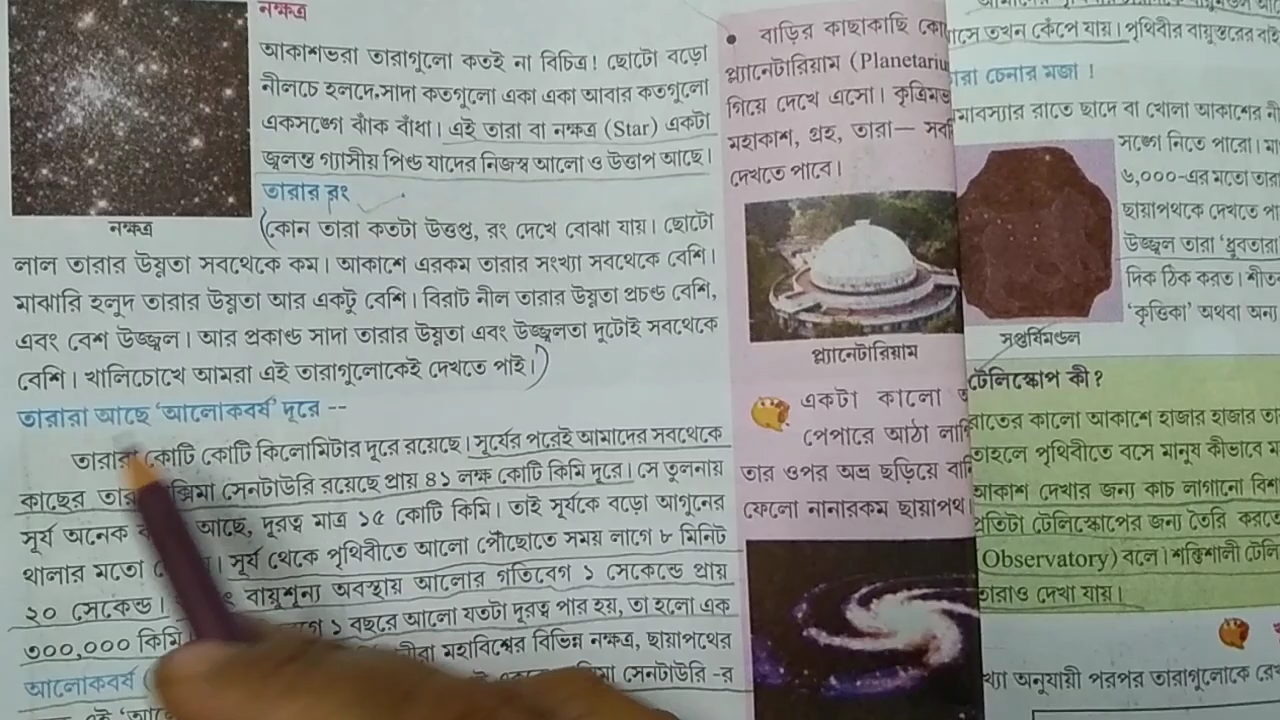 নক্ষত্র
আকাশভরা তারাগুলো কতই না বিচিত্র! ছোটো বড়ো
নীলচে হলদে-সাদা কতগুলো একা একা আবার কতগুলো
একসঙ্গে ঝাঁক বাঁধা। এই তারা বা নক্ষত্র (Star) একটা
জ্বলন্ত গ্যাসীয় পিণ্ড যাদের নিজস্ব আলো ও উত্তাপ আছে।
নক্ষত্র
তারার রং
(কোন তারা কতটা উত্তপ্ত, রং দেখে বোঝা যায়। ছোটো
লাল তারার উষ্ণতা সবথেকে কম। আকাশে এরকম তারার সংখ্যা সবথেকে বেশি।
মাঝারি হলুদ তারার উষ্ণতা আর একটু বেশি। বিরাট নীল তারার উষ্ণতা প্রচণ্ড বেশি,
এবং বেশ উজ্জ্বল। আর প্রকাণ্ড সাদা তারার উষ্ণতা এবং উজ্জ্বলতা দুটোই সবথেকে
বেশি। খালিচোখে আমরা এই তারাগুলোকেই দেখতে পাই।)
তারারা আছে 'আলোকবর্ষ' দূরে --
তারারা কোটি কোটি কিলোমিটার দূরে রয়েছে। সূর্যের পরেই আমাদের সবথেকে
কাছের সেনটাউরি রয়েছে প্রায় ৪১ লক্ষ কোটি কিমি দূরে। সে তুলনায়
সূর্য অনেক আছে, দূরত্ব মাত্র ১৫ কোটি কিমি। তাই সূর্যকে বড়ো আগুনের
থালার মতো । সূর্য থেকে পৃথিবীতে আলো পৌঁছোতে সময় লাগে ৮ মিনিট
২০ সেকেন্ড। বায়ুশূন্য অবস্থায় আলোর গতিবেগ ১ সেকেন্ডে প্রায়
৩০০,০০০ কিমি ১ বছরে আলো যতটা দূরত্ব পার হয়, তা হলো এক
আলোকবর্ষ ( মহাবিশ্বের বিভিন্ন নক্ষত্র, ছায়াপথের
সেনটাউরি -র
• বাড়ির কাছাকাছি
প্ল্যানেটারিয়াম
গিয়ে দেখে এসো।
মহাকাশ, গ্রহ, তারা—
দেখতে পাবে।
প্ল্যানেটারিয়াম
একটা কালো
পেপারে আঠা
তার ওপর অভ্র ছড়িয়ে
ফেলো নানারকম ছায়াপথ।
তখন কেঁপে যায়। পৃথিবীর বায়ুস্তরের
চেনার মজা !
রাতে ছাদে বা খোলা আকাশের
সঙ্গে নিতে পারো।
৬,০০০-এর মতো তারা
ছায়াপথকে দেখতে
উজ্জ্বল তারা 'ধ্রুবতারা
দিক ঠিক করত।
'কৃত্তিকা' অথবা অন্য
সপ্তর্ষিমণ্ডল
টেলিস্কোপ কী?
রাতের কালো আকাশে হাজার হাজার
তাহলে পৃথিবীতে বসে মানুষ কীভাবে
আকাশ দেখার জন্য কাচ লাগানো
টেলিস্কোপের জন্য তৈরি
Observatory) বলে। শক্তিশালী
তারাও দেখা যায়।
অনুযায়ী পরপর তারাগুলোকে